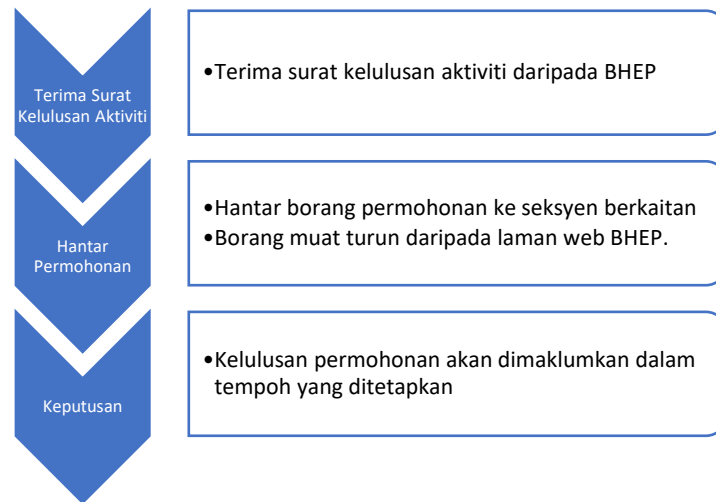 Terima Surat
Kelulusan Aktiviti
•Terima surat kelulusan aktiviti daripada BHEP
Hantar
Permohonan
•Hantar borang permohonan ke seksyen berkaitan
•Borang muat turun daripada laman web BHEP.
Keputusan
•Kelulusan permohonan akan dimaklumkan dalam
tempoh yang ditetapkan